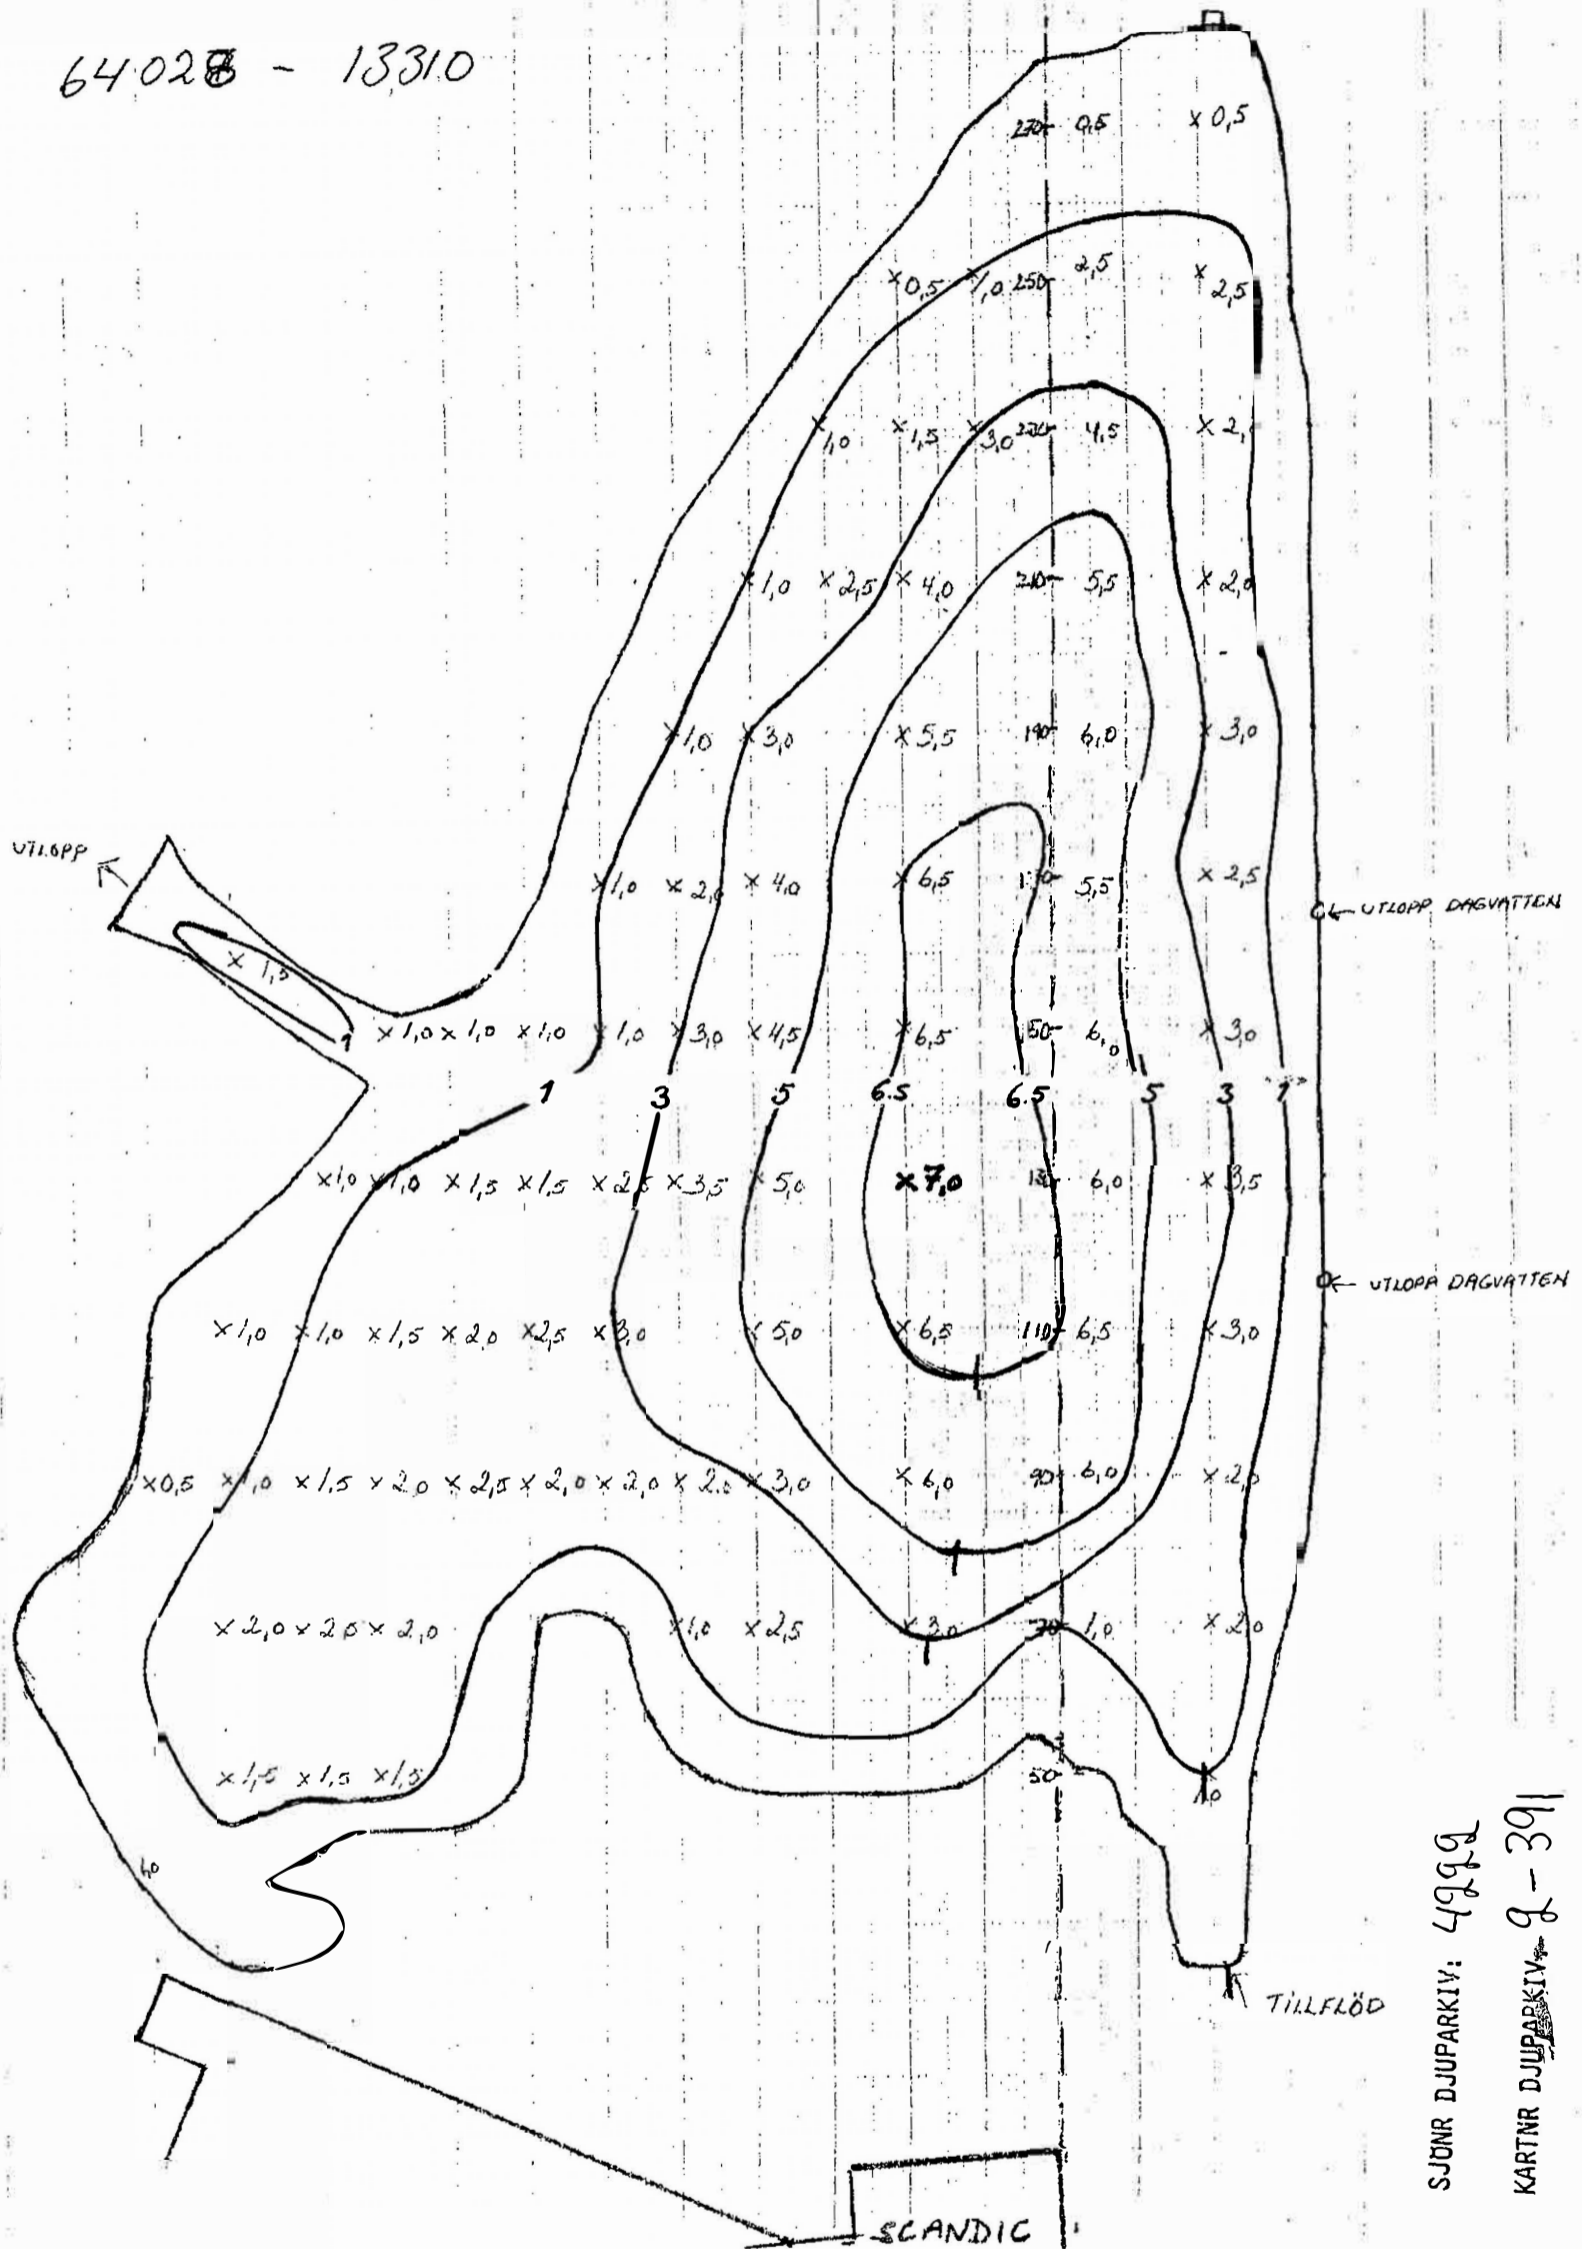 64028 - 13310
270 0,5 x 0,5
x 0,5 x 1,0 250 2,5 x 2,5
x 1,0 x 1,5 x 3,0 230 4,5 x 2,
x 1,0 x 2,5 x 4,0 210 5,5 x 2,0
x 1,0 x 3,0 x 5,5 190 6,0 x 3,0
UTLOPP
x 1,0 x 2,0 x 4,0 x 6,5 170 5,5 x 2,5
UTLOPP DAGVATTEN
x 1,5
1 x 1,0 x 1,0 x 1,0 x 1,0 x 3,0 x 4,5 x 6,5 150 6,0 x 3,0
1 3 5 6.5 6.5 5 3 1
x 1,0 x 1,0 x 1,5 x 1,5 x 2,5 x 3,5 x 5,0 x 7,0 130 6,0 x 3,5
UTLOPP DAGVATTEN
x 1,0 x 1,0 x 1,5 x 2,0 x 2,5 x 3,0 x 5,0 x 6,5 110 6,5 x 3,0
x 0,5 x 1,0 x 1,5 x 2,0 x 2,5 x 2,0 x 2,0 x 2,0 x 3,0 x 6,0 90 6,0 x 2,0
x 2,0 x 2,0 x 2,0 x 1,0 x 2,5 x 3,0 70 1,0 x 2,0
x 1,5 x 1,5 x 1,5 50 1,0
1,0
TILLFLÖD
SCANDIC
SJÖNR DJUPARKIV: 4999
KARTNR DJUPARKIV: 9-391